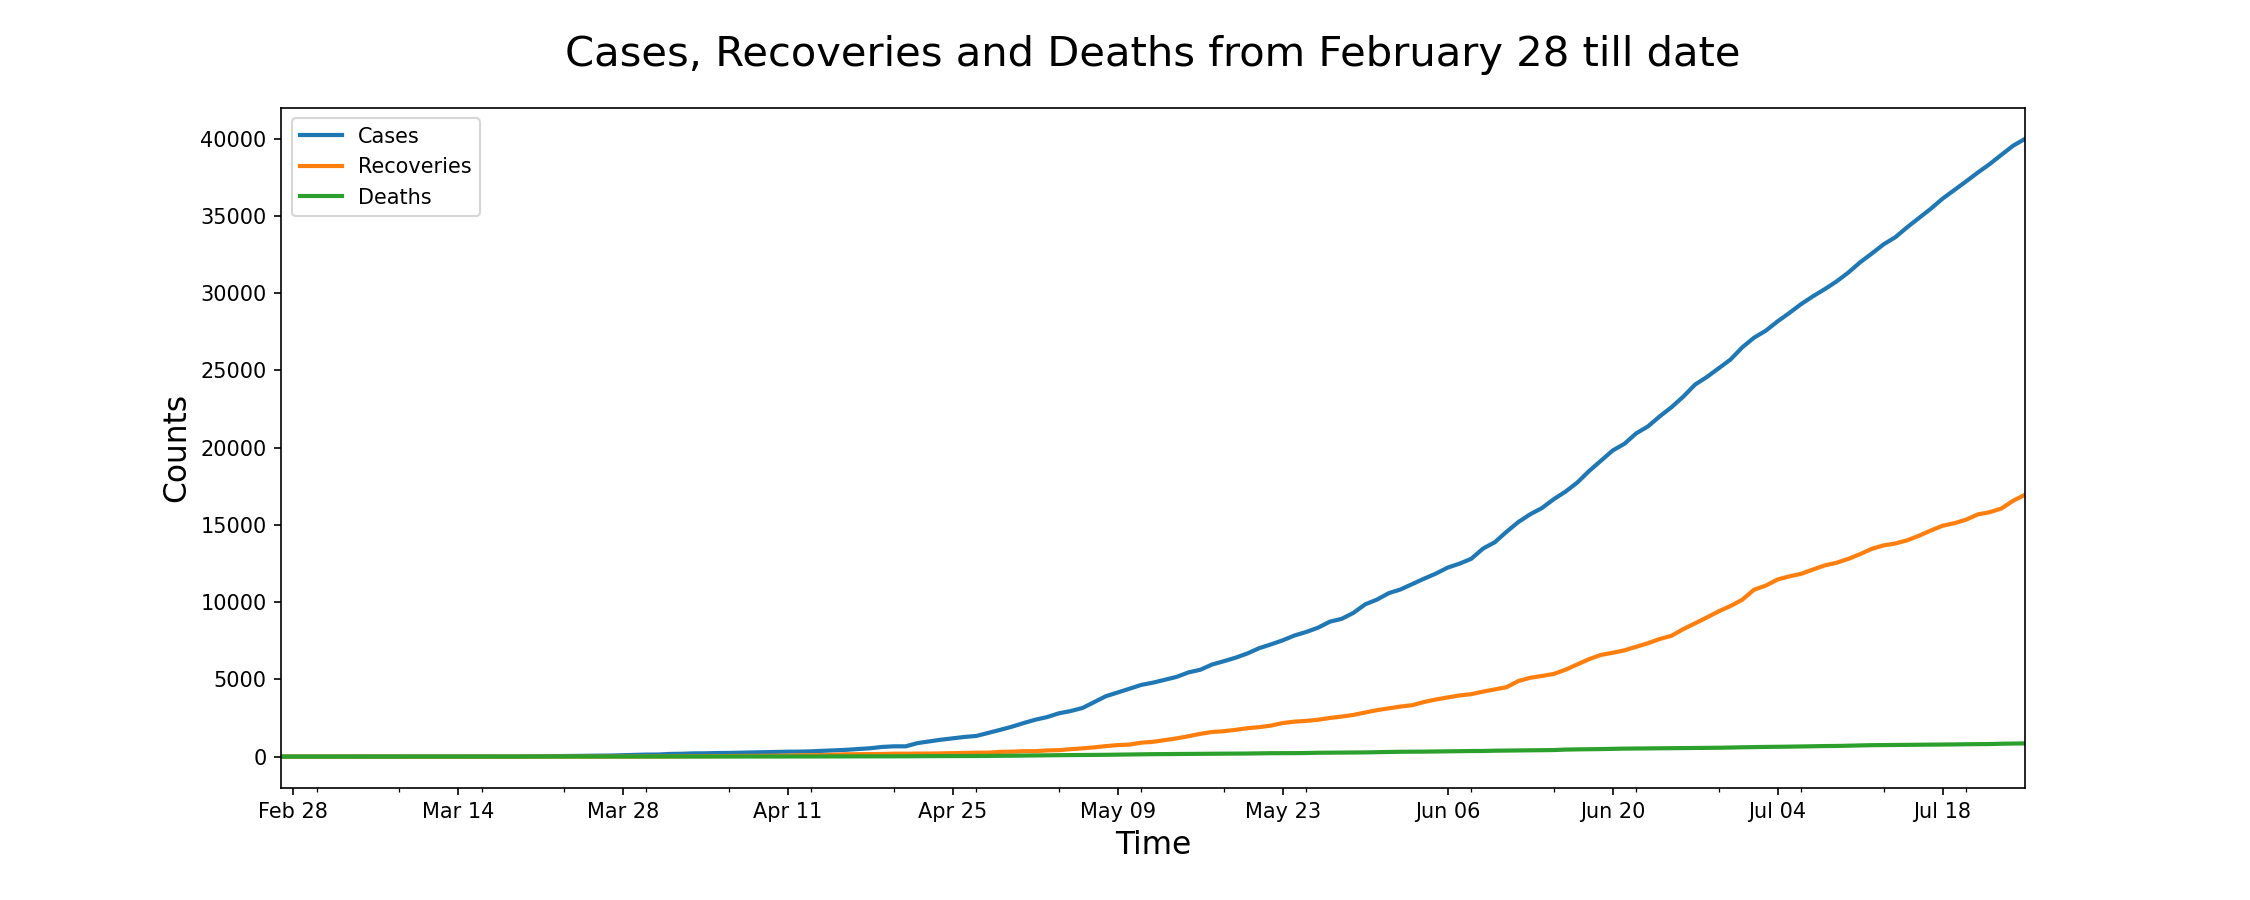 Cases, Recoveries and Deaths from February 28 till date
Cases
Recoveries
Deaths
40000
35000
30000
25000
20000
15000
10000
5000
0
Counts
Feb 28 Mar 14 Mar 28 Apr 11 Apr 25 May 09 May 23 Jun 06 Jun 20 Jul 04 Jul 18
Time